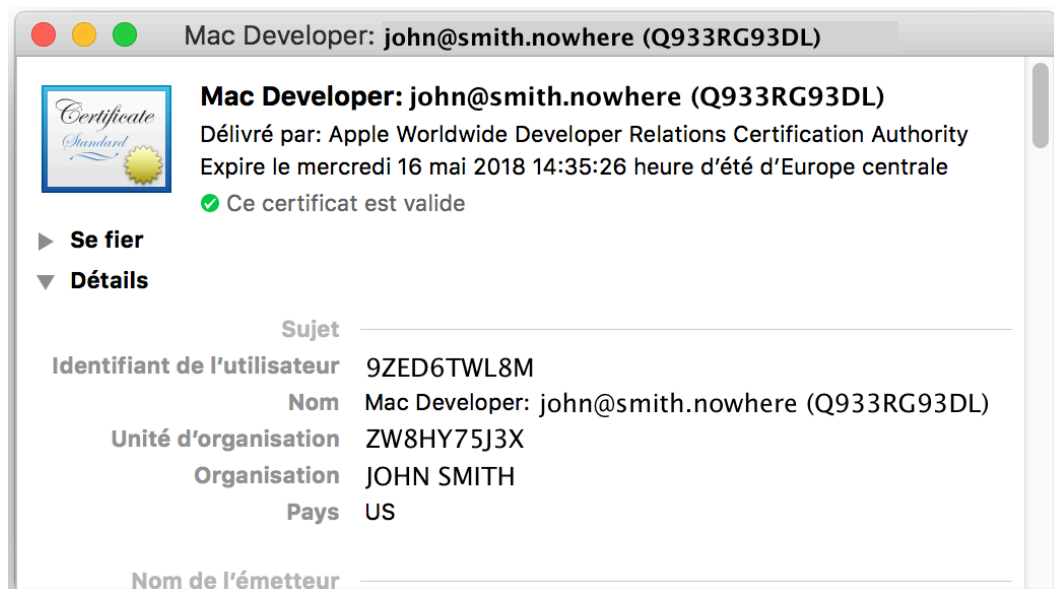 Mac Developer: john@smith.nowhere (Q933RG93DL)
Certificate
Standard
Mac Developer: john@smith.nowhere (Q933RG93DL)
Délivré par: Apple Worldwide Developer Relations Certification Authority
Expire le mercredi 16 mai 2018 14:35:26 heure d’été d’Europe centrale
Ce certificat est valide
Se fier
Détails
Sujet
Identifiant de l’utilisateur 9ZED6TWL8M
Nom Mac Developer: john@smith.nowhere (Q933RG93DL)
Unité d’organisation ZW8HY75J3X
Organisation JOHN SMITH
Pays US
Nom de l’émetteur